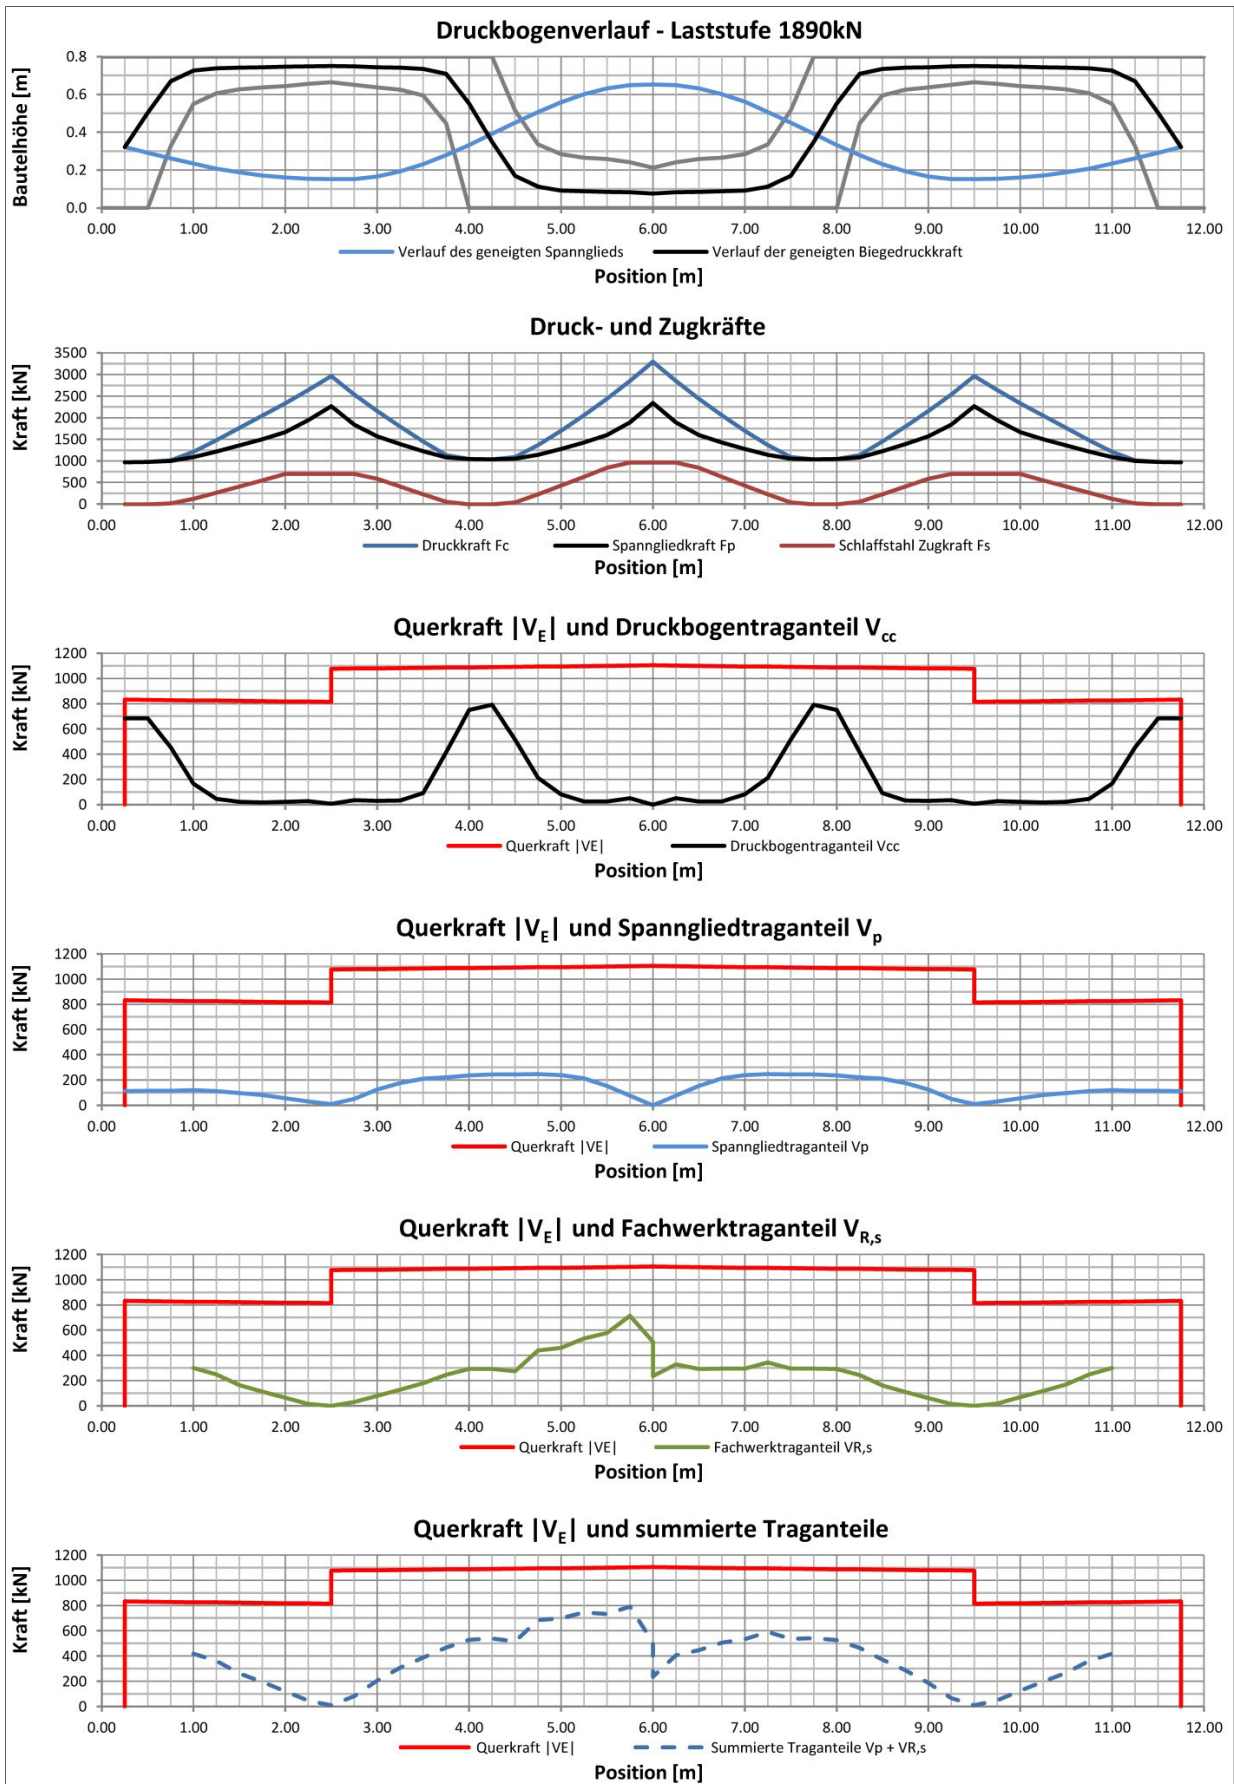 Druckbogenverlauf - Laststufe 1890kN
Bautelhöhe [m]
0.8
0.6
0.4
0.2
0.0
0.00 1.00 2.00 3.00 4.00 5.00 6.00 7.00 8.00 9.00 10.00 11.00 12.00
Verlauf des geneigten Spannglieds Verlauf der geneigten Biegedruckkraft
Position [m]
Druck- und Zugkräfte
Kraft [kN]
3500
3000
2500
2000
1500
1000
500
0
0.00 1.00 2.00 3.00 4.00 5.00 6.00 7.00 8.00 9.00 10.00 11.00 12.00
Druckkraft Fc Spanngliedkraft Fp Schlaffstahl Zugkraft Fs
Position [m]
Querkraft |V_E| und Druckbogentraganteil V_cc
Kraft [kN]
1200
1000
800
600
400
200
0
0.00 1.00 2.00 3.00 4.00 5.00 6.00 7.00 8.00 9.00 10.00 11.00 12.00
Querkraft |VE| Druckbogentraganteil Vcc
Position [m]
Querkraft |V_E| und Spanngliedtraganteil V_p
Kraft [kN]
1200
1000
800
600
400
200
0
0.00 1.00 2.00 3.00 4.00 5.00 6.00 7.00 8.00 9.00 10.00 11.00 12.00
Querkraft |VE| Spanngliedtraganteil Vp
Position [m]
Querkraft |V_E| und Fachwerktraganteil V_R,s
Kraft [kN]
1200
1000
800
600
400
200
0
0.00 1.00 2.00 3.00 4.00 5.00 6.00 7.00 8.00 9.00 10.00 11.00 12.00
Querkraft |VE| Fachwerktraganteil VR,s
Position [m]
Querkraft |V_E| und summierte Traganteile
Kraft [kN]
1200
1000
800
600
400
200
0
0.00 1.00 2.00 3.00 4.00 5.00 6.00 7.00 8.00 9.00 10.00 11.00 12.00
Querkraft |VE| Summierte Traganteile Vp + VR,s
Position [m]